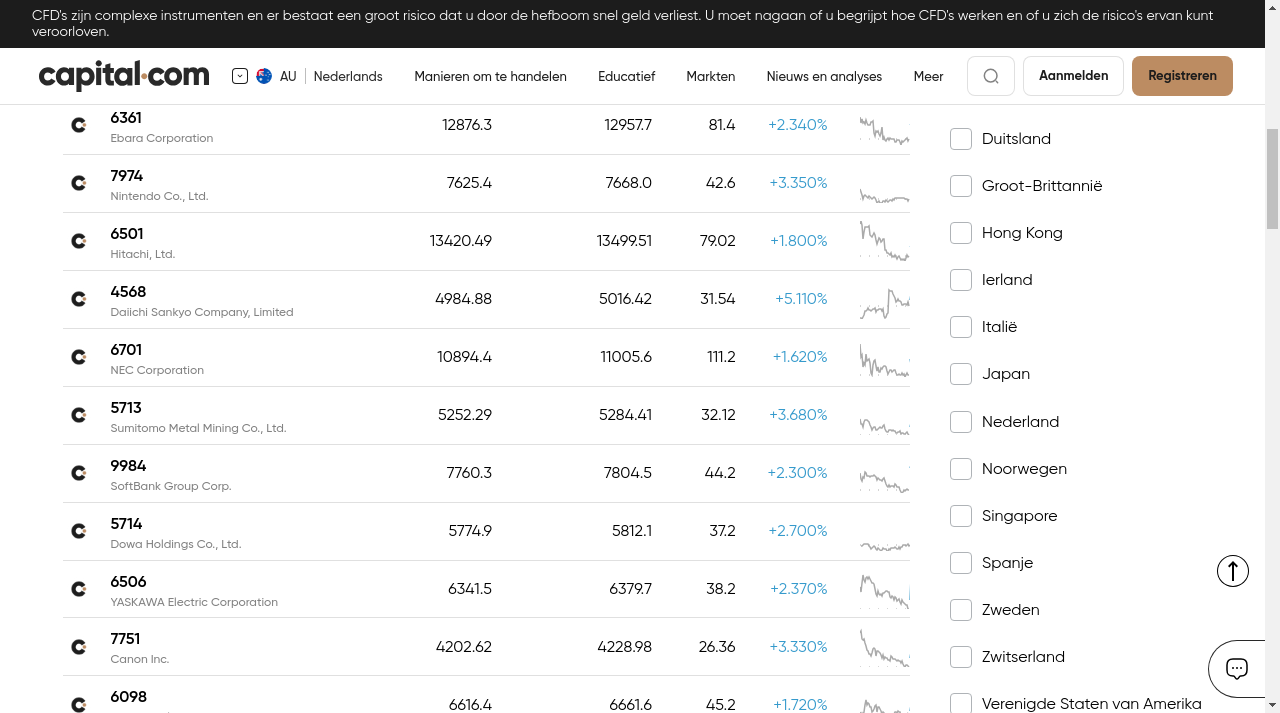 CFD's zijn complexe instrumenten en er bestaat een groot risico dat u door de hefboom snel geld verliest. U moet nagaan of u begrijpt hoe CFD's werken en of u zich de risico's ervan kunt
veroorloven.
capital.com AU Nederlands Manieren om te handelen Educatief Markten Nieuws en analyses Meer Aanmelden Registreren
6361 12876.3 12957.7 81.4 +2.340%
Ebara Corporation
7974 7625.4 7668.0 42.6 +3.350%
Nintendo Co., Ltd.
6501 13420.49 13499.51 79.02 +1.800%
Hitachi, Ltd.
4568 4984.88 5016.42 31.54 +5.110%
Daiichi Sankyo Company, Limited
6701 10894.4 11005.6 111.2 +1.620%
NEC Corporation
5713 5252.29 5284.41 32.12 +3.680%
Sumitomo Metal Mining Co., Ltd.
9984 7760.3 7804.5 44.2 +2.300%
SoftBank Group Corp.
5714 5774.9 5812.1 37.2 +2.700%
Dowa Holdings Co., Ltd.
6506 6341.5 6379.7 38.2 +2.370%
YASKAWA Electric Corporation
7751 4202.62 4228.98 26.36 +3.330%
Canon Inc.
6098 6616.4 6661.6 45.2 +1.720%
Duitsland
Groot-Brittannië
Hong Kong
Ierland
Italië
Japan
Nederland
Noorwegen
Singapore
Spanje
Zweden
Zwitserland
Verenigde Staten van Amerika